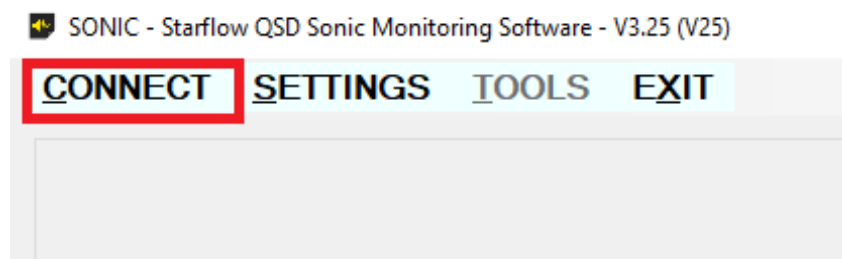 SONIC - Starflow QSD Sonic Monitoring Software - V3.25 (V25)
CONNECT SETTINGS TOOLS EXIT